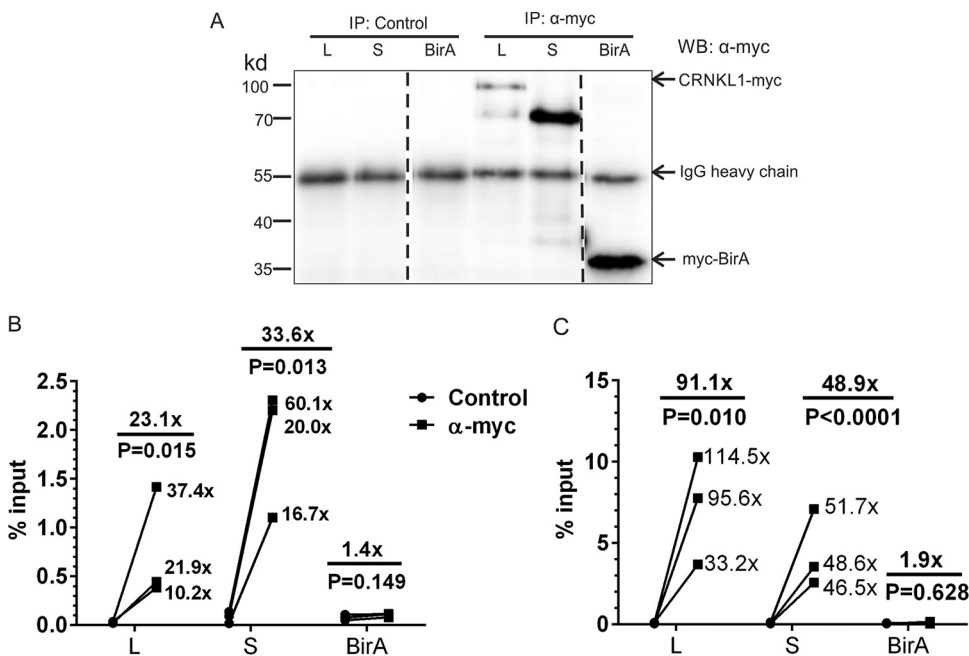 A
IP: Control
IP: α-myc
L
S
BirA
L
S
BirA
WB: α-myc
kd
100
70
55
40
35
CRNKL1-myc
IgG heavy chain
myc-BirA
B
% input
2.5
2.0
1.5
1.0
0.5
0.0
23.1x
P=0.015
37.4x
21.9x
10.2x
33.6x
P=0.013
60.1x
20.0x
16.7x
1.4x
P=0.149
L
S
BirA
Control
α-myc
C
% input
15
10
5
0
91.1x
P=0.010
114.5x
95.6x
33.2x
48.9x
P<0.0001
51.7x
48.6x
46.5x
1.9x
P=0.628
L
S
BirA